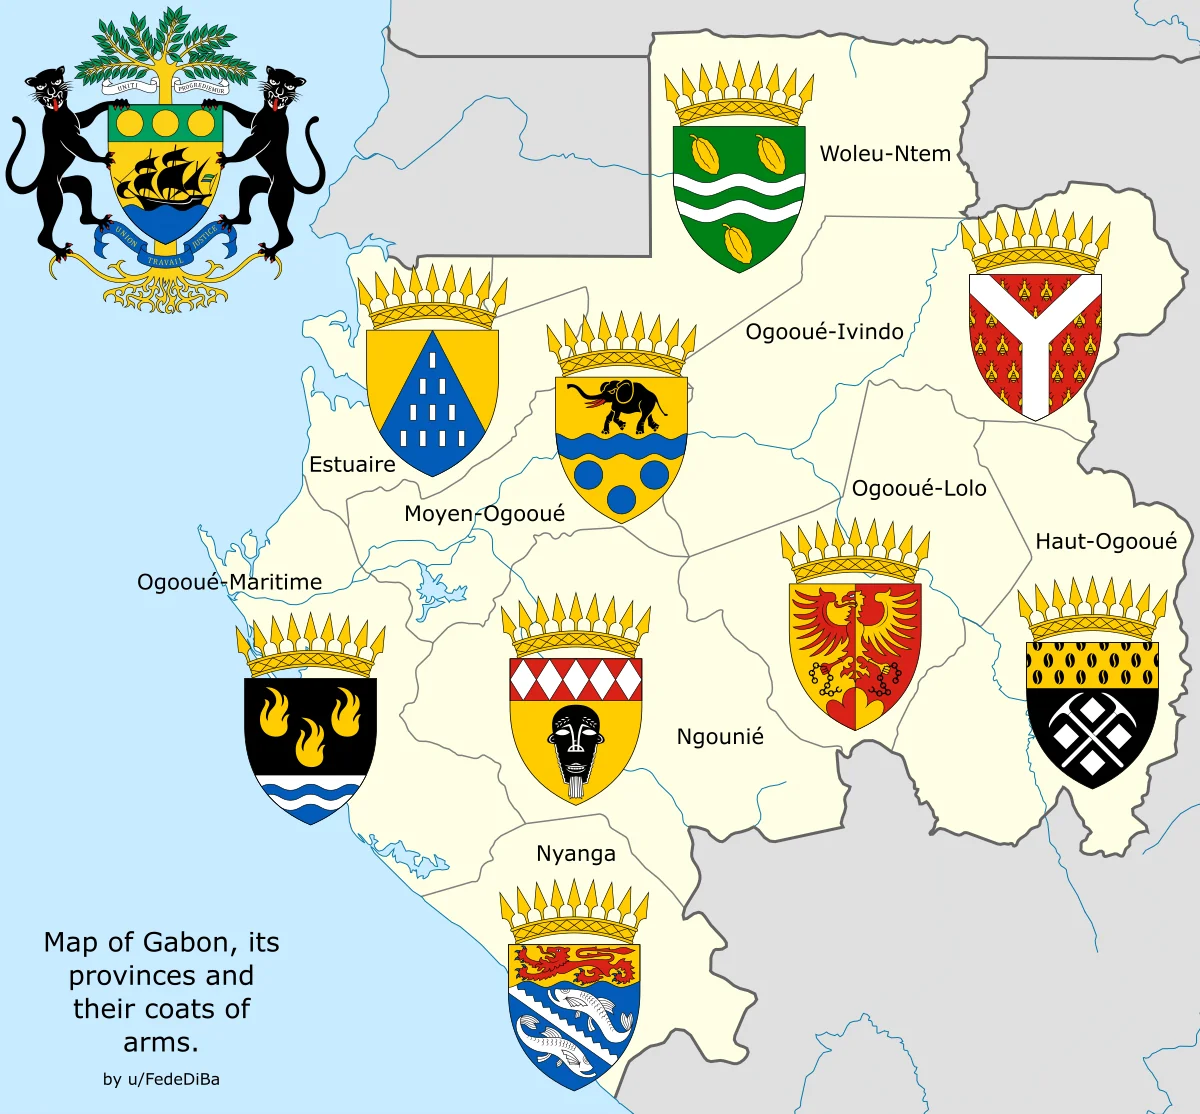 UNITI PROGREDIEMUR
UNION TRAVAIL JUSTICE
Woleu-Ntem
Ogooué-Ivindo
Estuaire
Moyen-Ogooué
Ogooué-Lolo
Haut-Ogooué
Ogooué-Maritime
Ngounié
Nyanga
Map of Gabon, its
provinces and
their coats of
arms.
by u/FedeDiBa